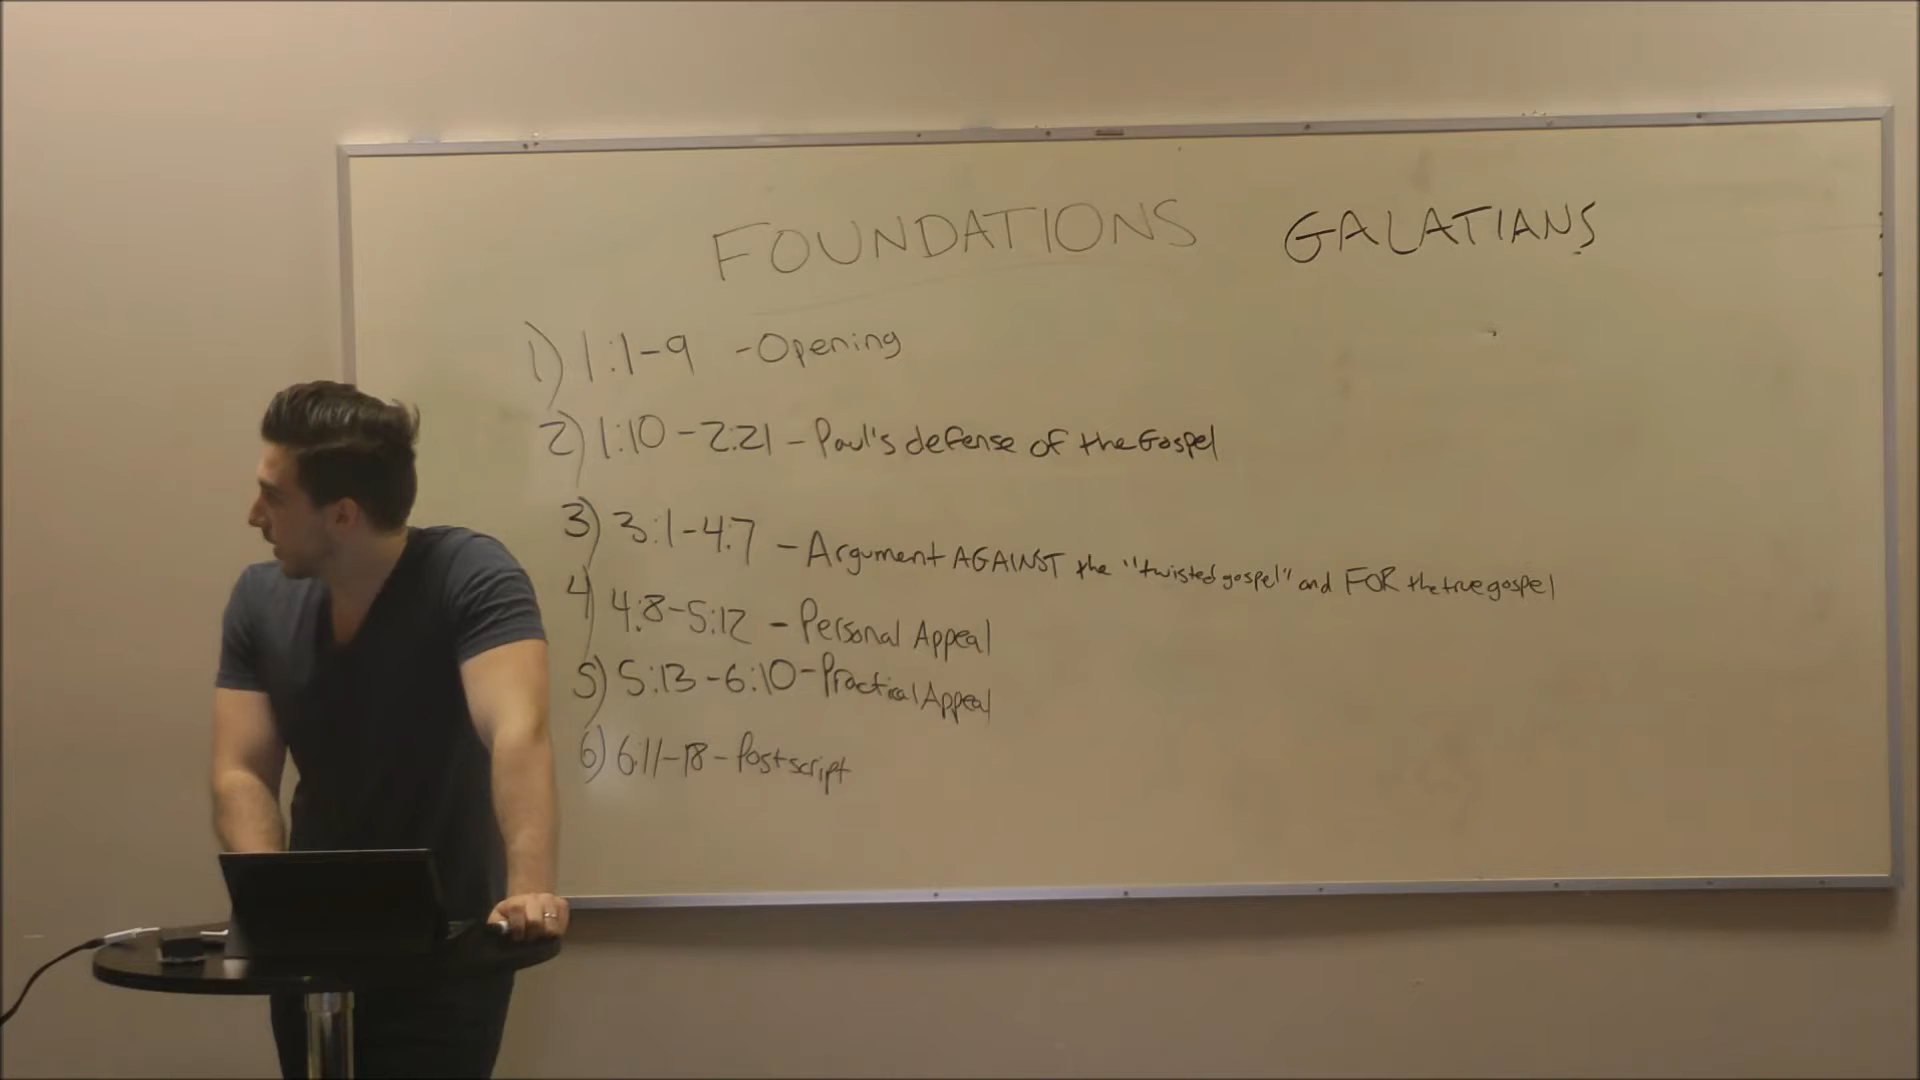 FOUNDATIONS GALATIANS
1) 1:1-9 -Opening
2) 1:10-2:21 - Paul's defense of the Gospel
3) 3:1-4:7 - Argument AGAINST the "twisted gospel" and FOR the true gospel
4) 4:8-5:12 - Personal Appeal
5) 5:13-6:10-Practical Appeal
6) 6:11-18 - Postscript